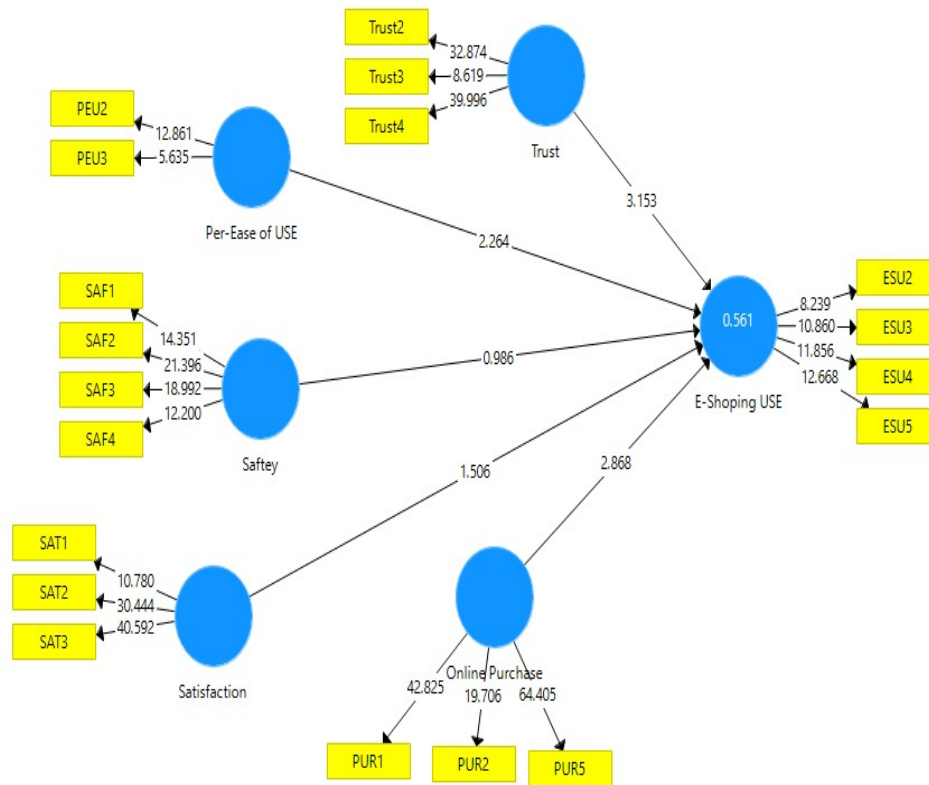 Trust2
32.874
Trust3
8.619
39.996
Trust4
Trust
PEU2
12.861
PEU3
5.635
Per-Ease of USE
3.153
2.264
SAF1
14.351
SAF2
21.396
SAF3
18.992
SAF4
12.200
Saftey
0.986
0.561
E-Shoping USE
ESU2
8.239
ESU3
10.860
11.856
ESU4
12.668
ESU5
1.506
2.868
SAT1
10.780
SAT2
30.444
SAT3
40.592
Satisfaction
Online Purchase
42.825
19.706
64.405
PUR1
PUR2
PUR5